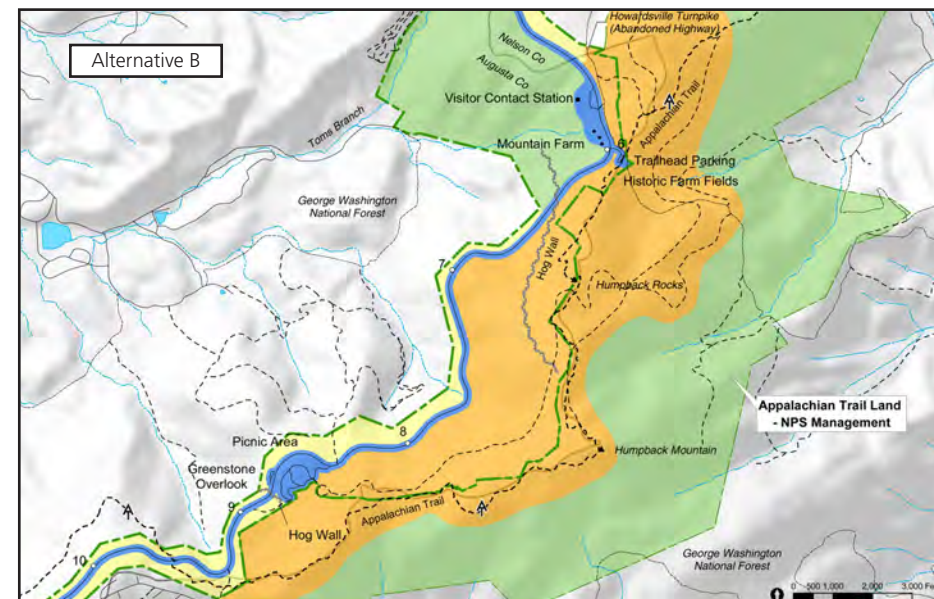 Alternative B
Howardsville Turnpike
(Abandoned Highway)
Nelson Co
Augusta Co
Visitor Contact Station
Toms Branch
Appalachian Trail
Mountain Farm
6
Trailhead Parking
Historic Farm Fields
George Washington
National Forest
7
Hog Wall
Humpback Rocks
Appalachian Trail Land
- NPS Management
8
Picnic Area
Greenstone
Overlook
Humpback Mountain
9
Appalachian Trail
Hog Wall
10
George Washington
National Forest
0 500 1,000 2,000 3,000 Fe